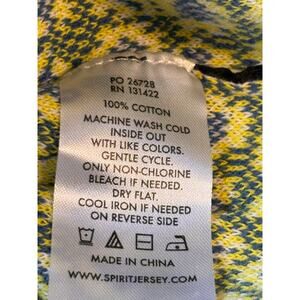 PO 26728
RN 131422
100% COTTON
MACHINE WASH COLD
INSIDE OUT
WITH LIKE COLORS.
GENTLE CYCLE.
ONLY NON-CHLORINE
BLEACH IF NEEDED.
DRY FLAT.
COOL IRON IF NEEDED
ON REVERSE SIDE
MADE IN CHINA
WWW.SPIRITJERSEY.COM